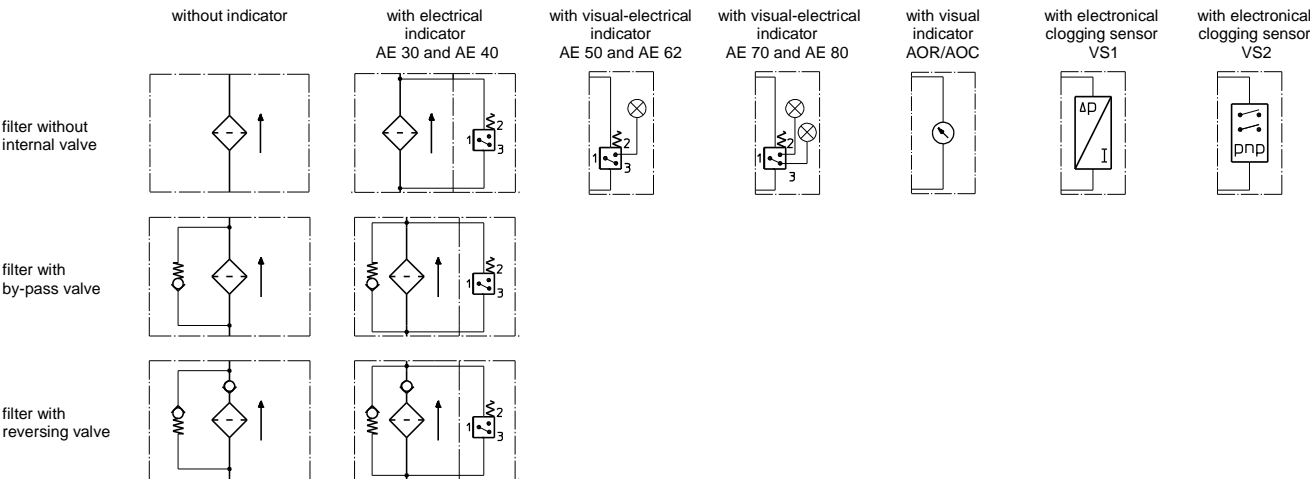 without indicator
with electrical
indicator
AE 30 and AE 40
with visual-electrical
indicator
AE 50 and AE 62
with visual-electrical
indicator
AE 70 and AE 80
with visual
indicator
AOR/AOC
with electronical
clogging sensor
VS1
with electronical
clogging sensor
VS2
filter without
internal valve
1 2 3
1 2 3
1 2 3
Δp
I
pnp
filter with
by-pass valve
1 2 3
filter with
reversing valve
1 2 3